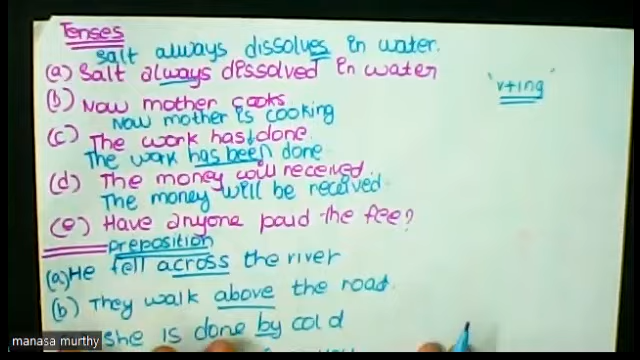 Tenses
Salt always dissolves in water.
(a) Salt always dissolved in water
"v+ing"
(b) Now mother cooks
Now mother is cooking
(c) The work has done.
The work has been done
(d) The money will received.
The money will be received
(e) Have anyone paid the fee?
preposition
(a) He fell across the river
(b) They walk above the road.
she is done by cold
manasa murthy